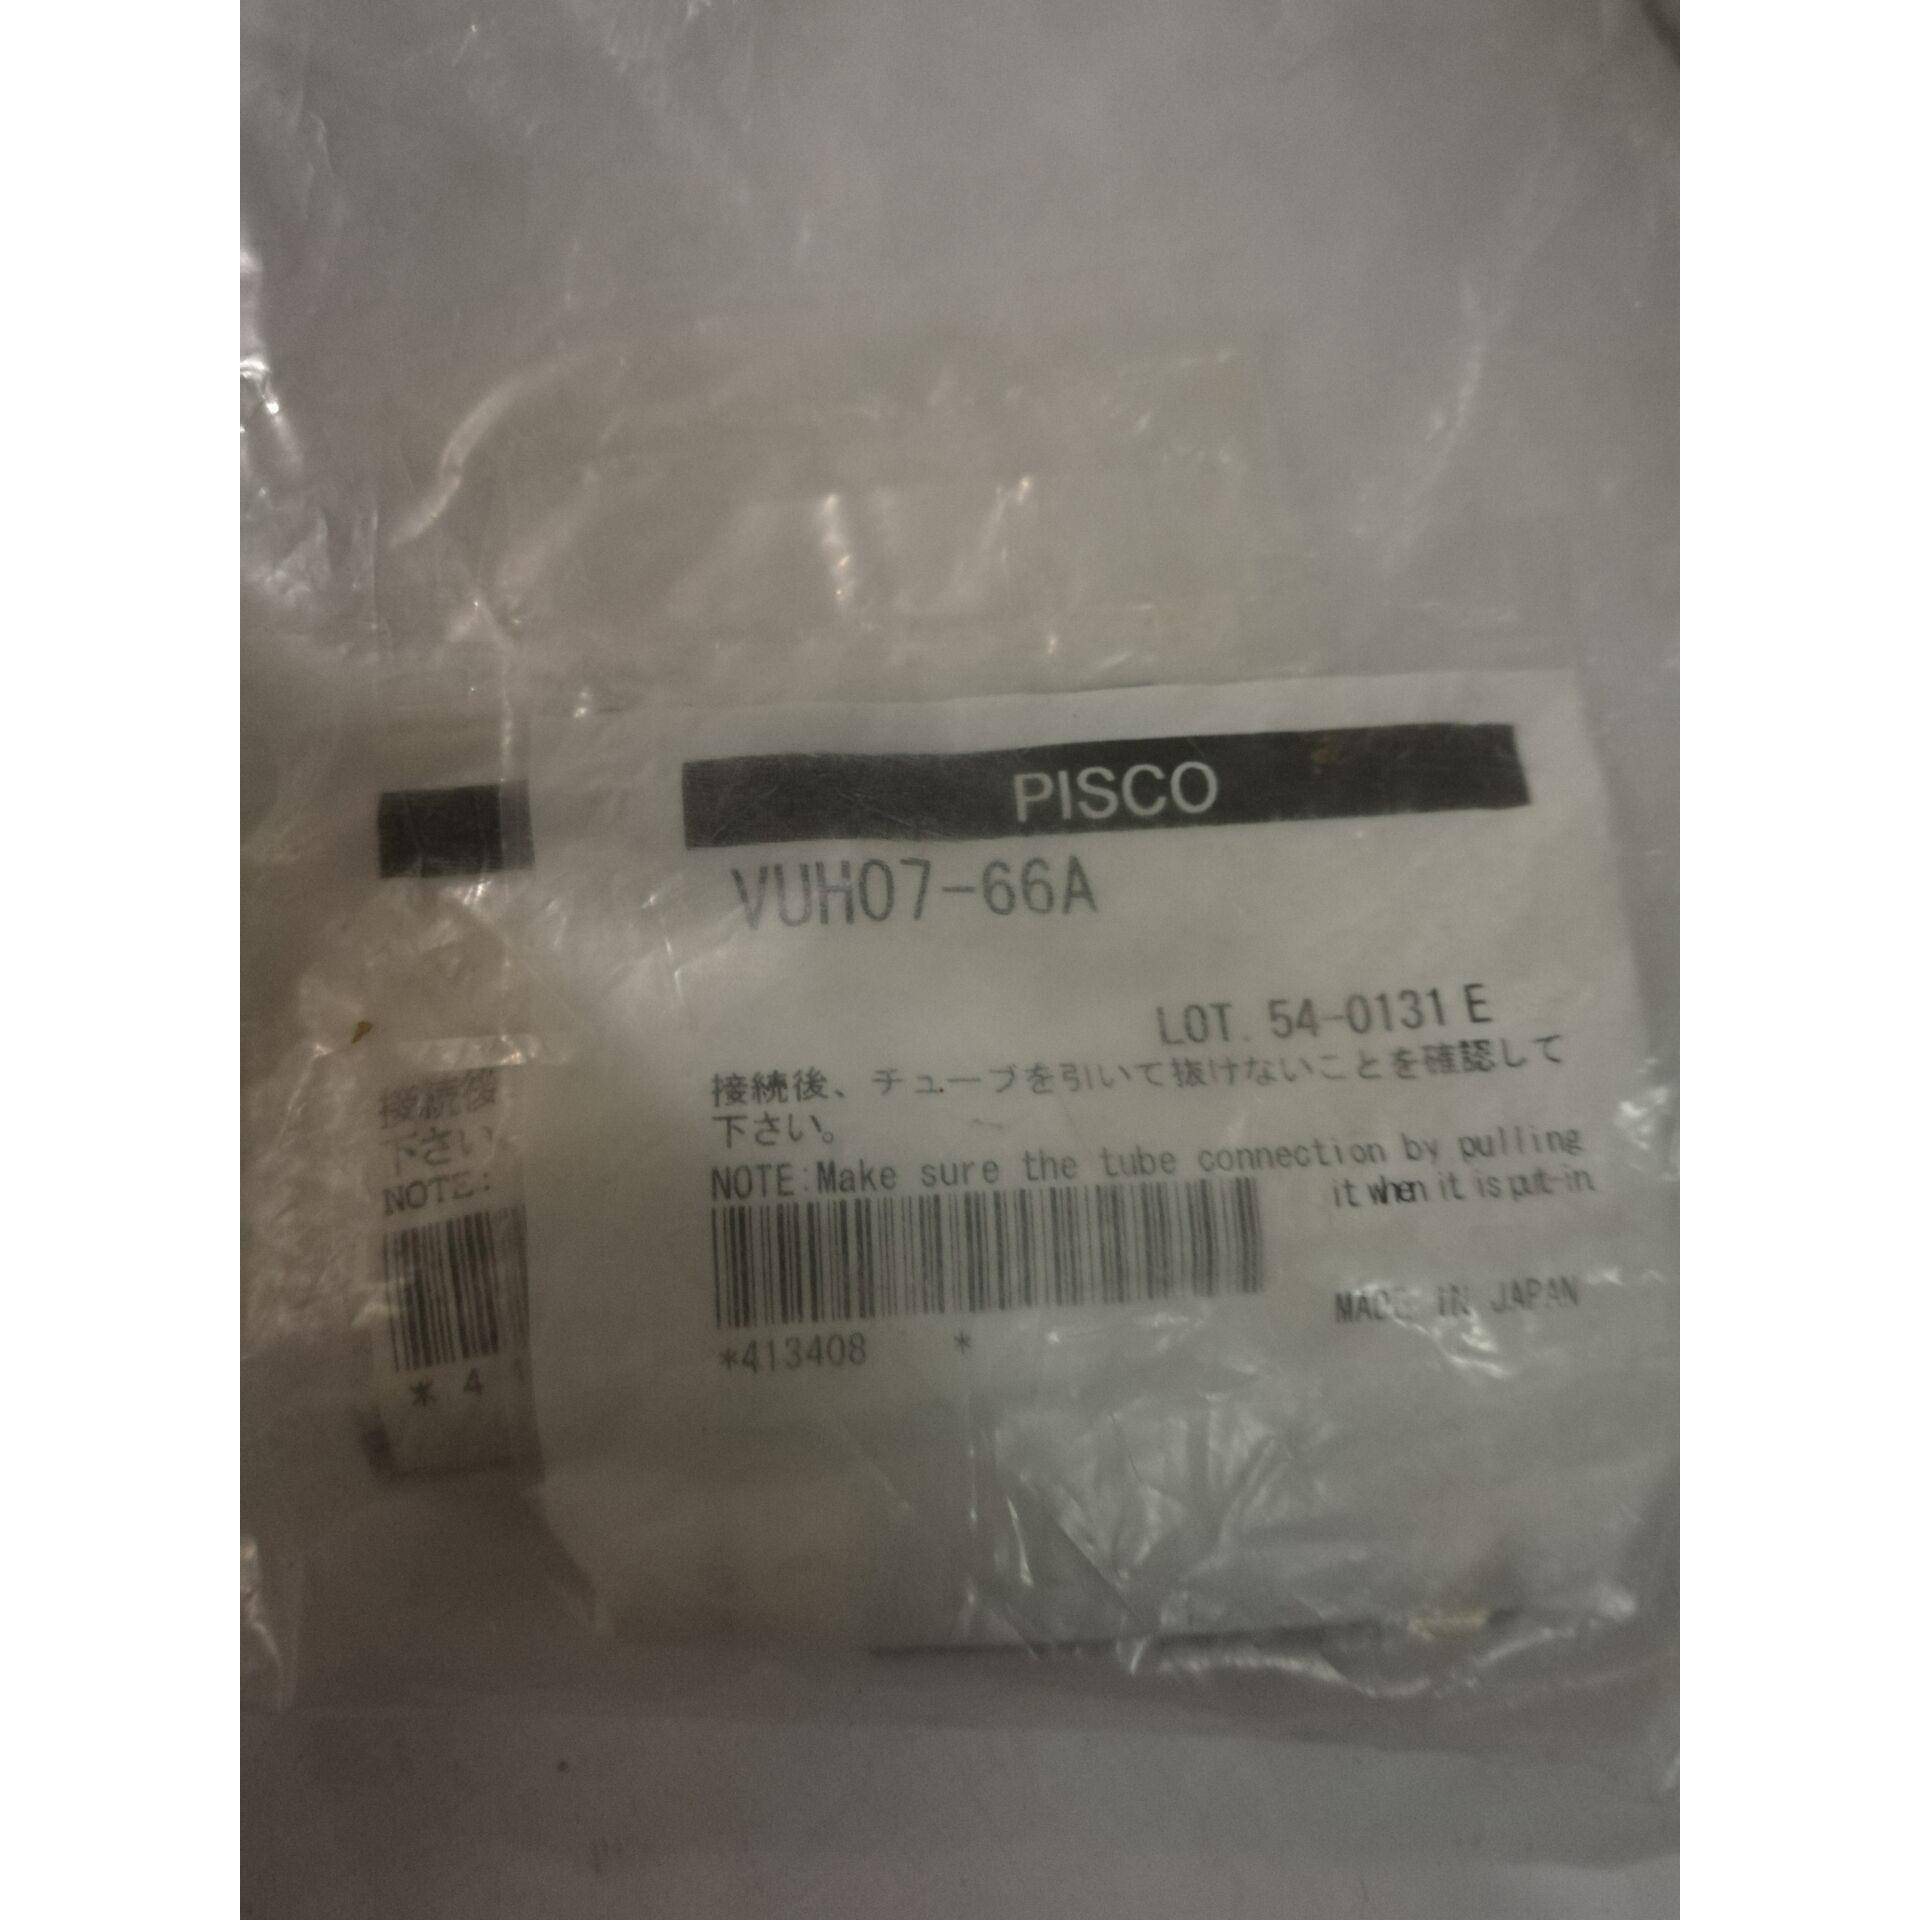 PISCO
VUH07-66A
LOT. 54-0131 E
接続後、チューブを引いて抜けないことを確認して
下さい。
NOTE:Make sure the tube connection by pulling
it when it is put-in.
MADE IN JAPAN
*413408 *
接続後
下さい
NOTE:
* 4